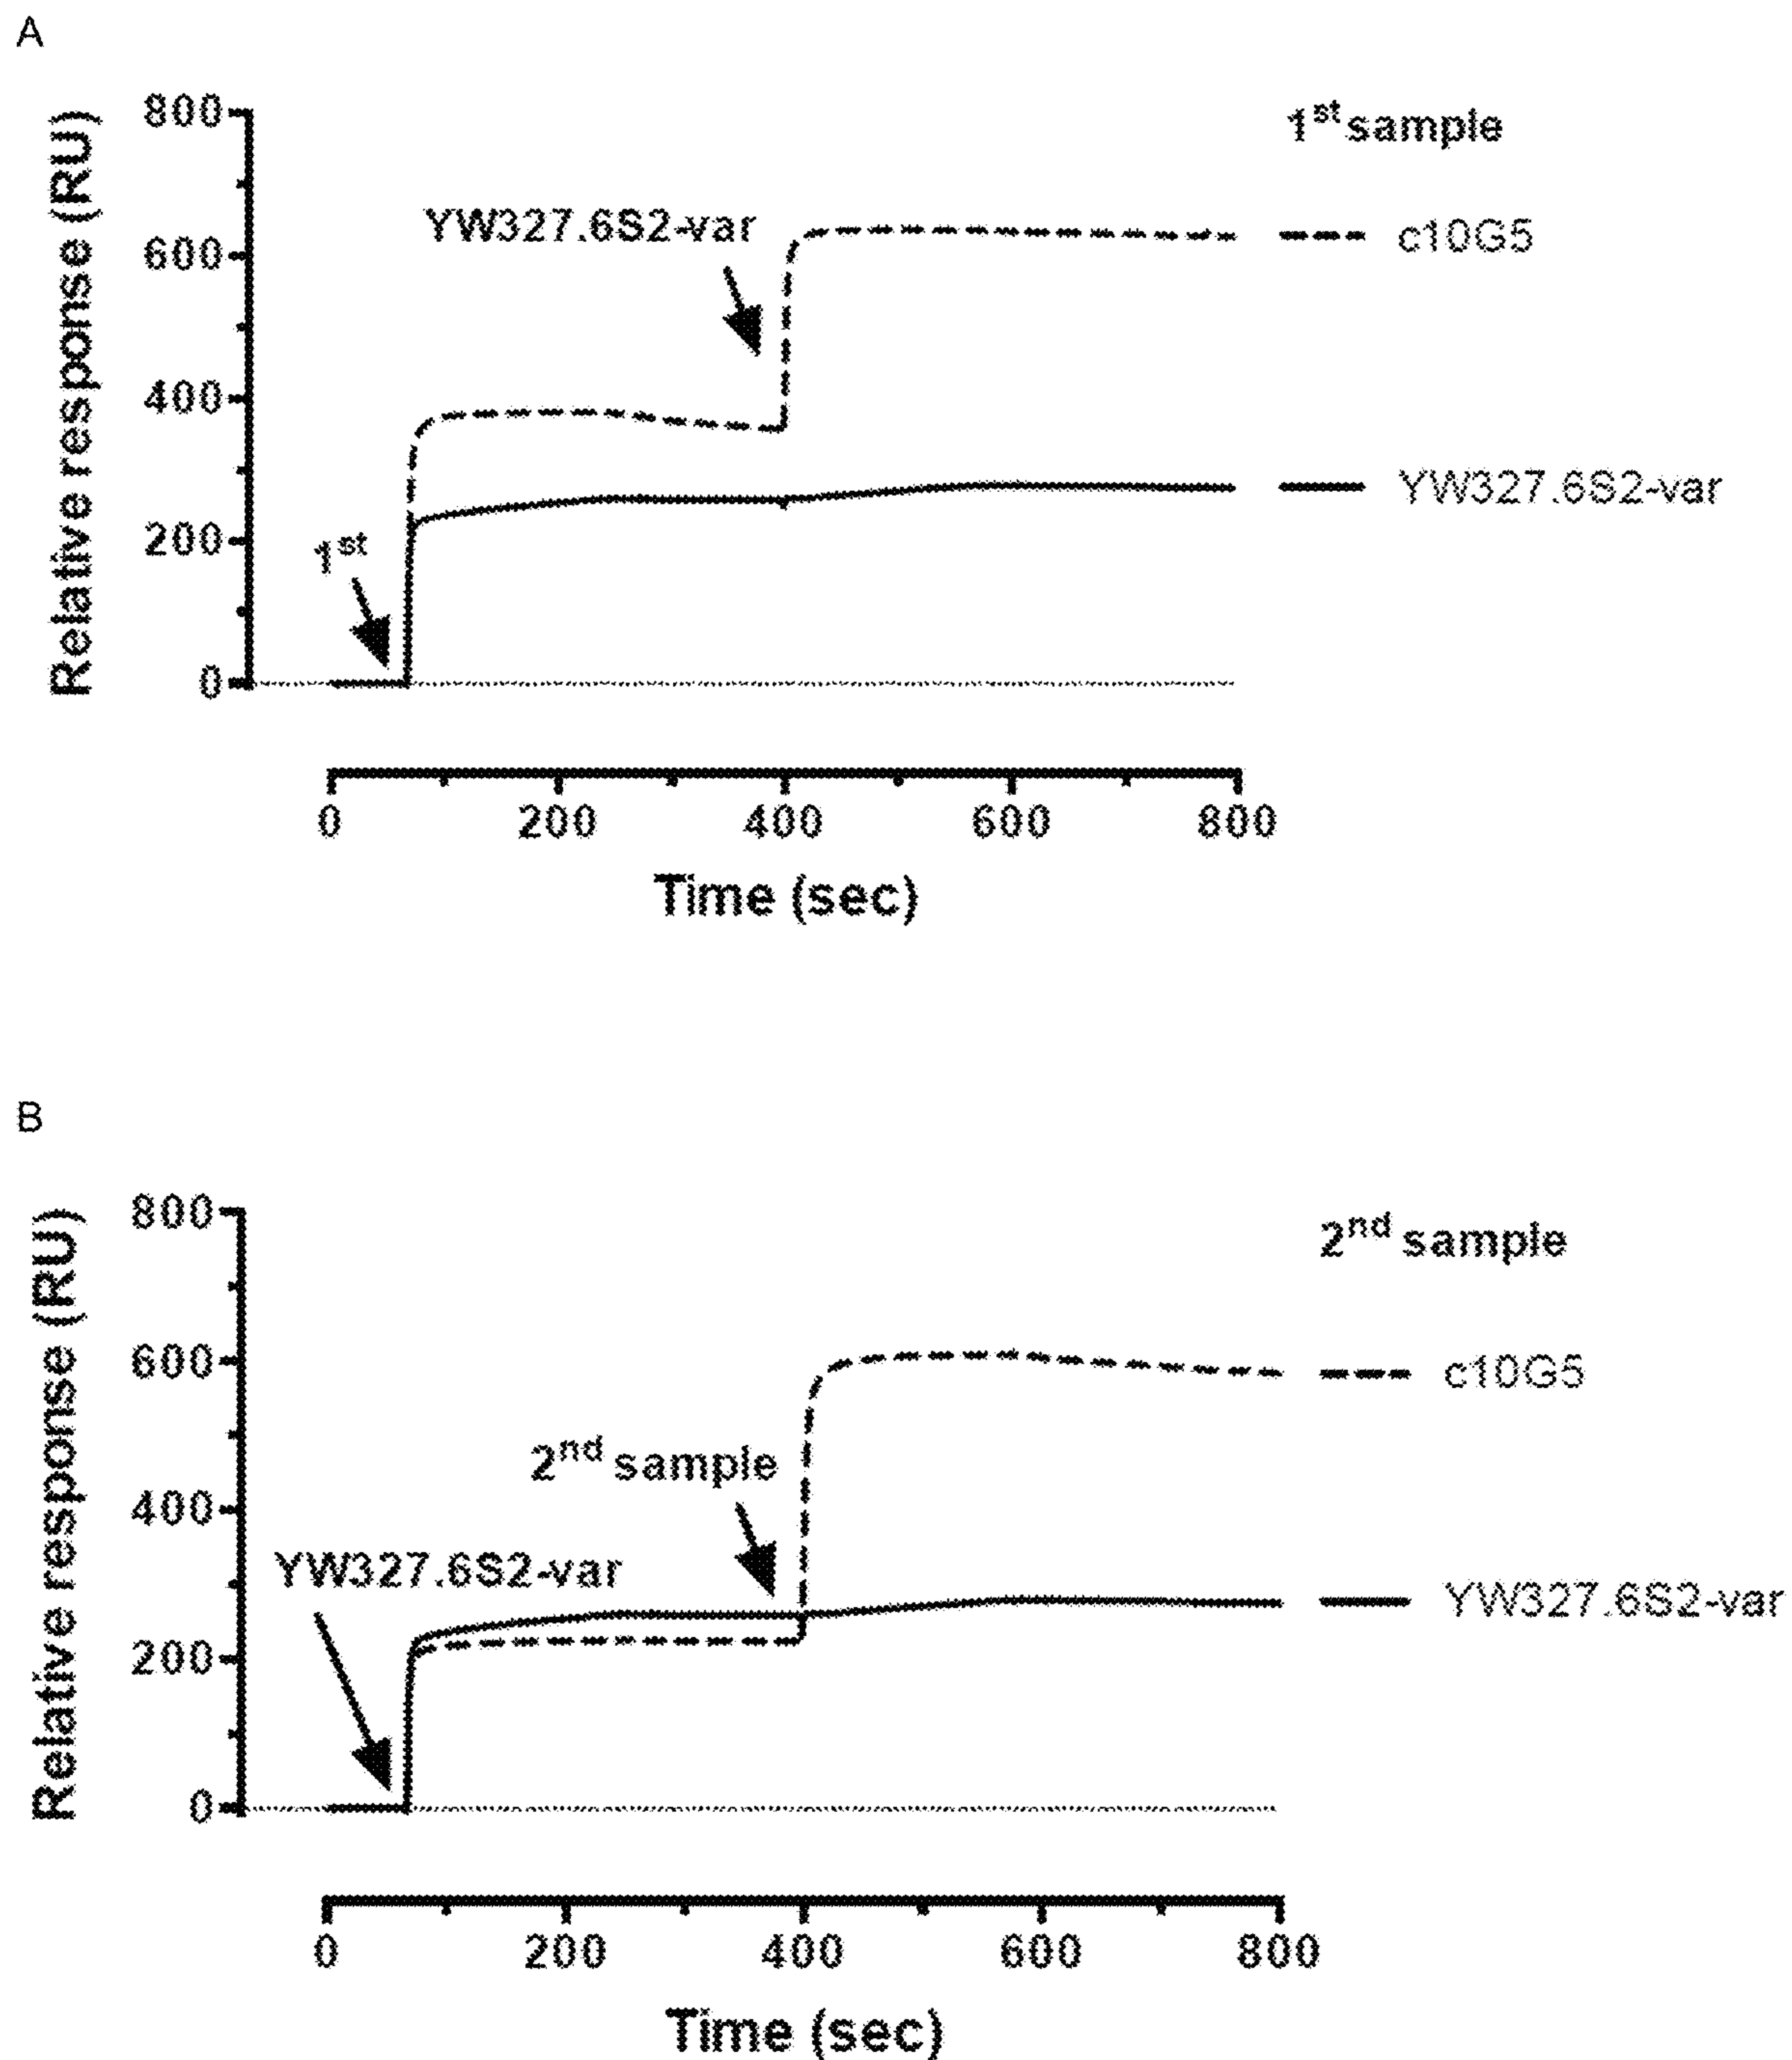 A
800
600
400
200
0
Relative response (RU)
1st sample
YW327.6S2-var
c10G5
YW327.6S2-var
1st
0 200 400 600 800
Time (sec)
B
800
600
400
200
0
Relative response (RU)
2nd sample
c10G5
2nd sample
YW327.6S2-var
YW327.6S2-var
0 200 400 600 800
Time (sec)